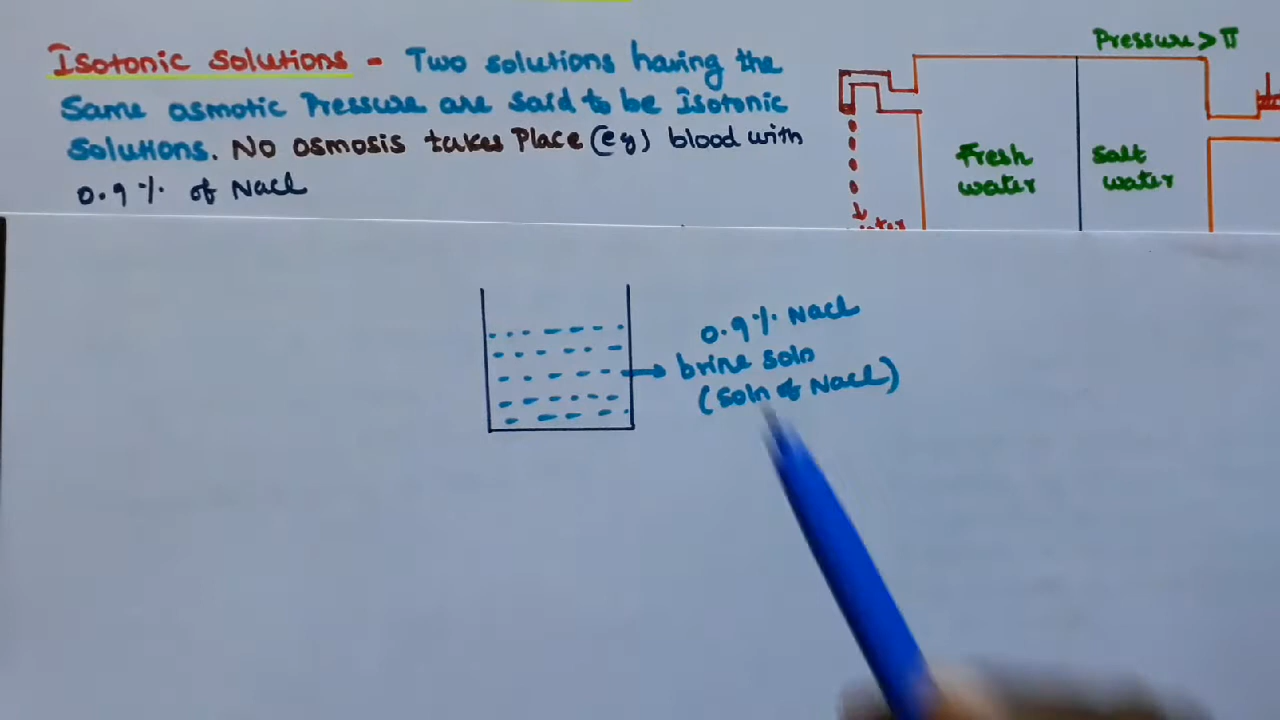 Isotonic Solutions - Two solutions having the
Same osmotic Pressure are said to be Isotonic
Solutions. No osmosis takes Place (eg) blood with
0.9% of Nacl
Pressure > π
Fresh
water
Salt
water
0.9% Nacl
brine soln
(Soln of Nacl)